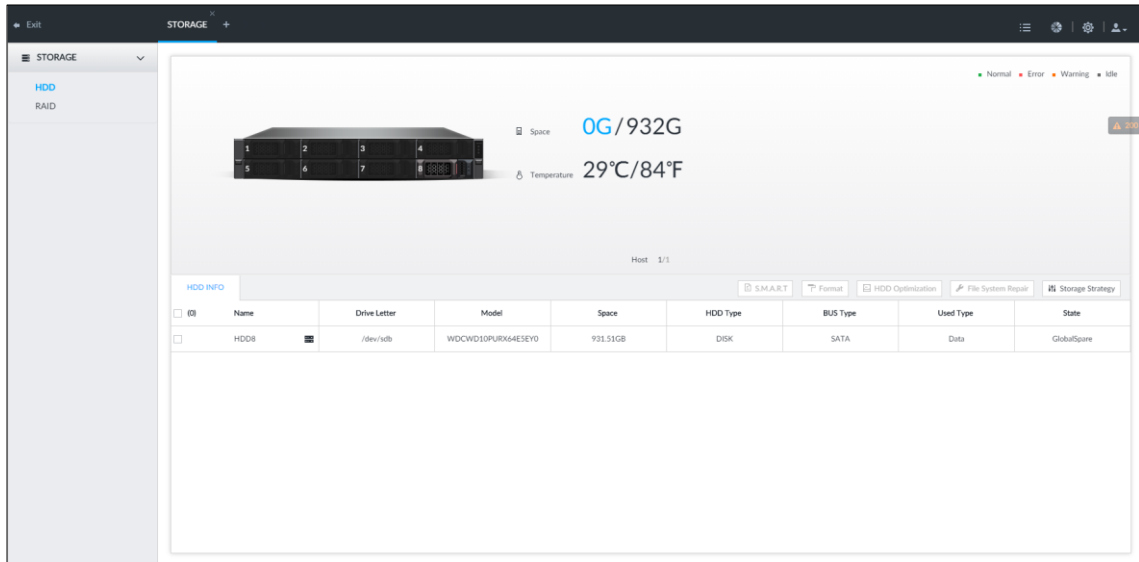 Exit
STORAGE
+
STORAGE
HDD
RAID
Normal Error Warning Idle
Space 0G/932G
200
1 2 3 4
5 6 7 8
Temperature 29℃/84℉
Host 1/1
HDD INFO
S.M.A.R.T Format HDD Optimization File System Repair Storage Strategy
(0) Name Drive Letter Model Space HDD Type BUS Type Used Type State
HDD8 /dev/sdb WDCWD10PURX64E5EY0 931.51GB DISK SATA Data GlobalSpare